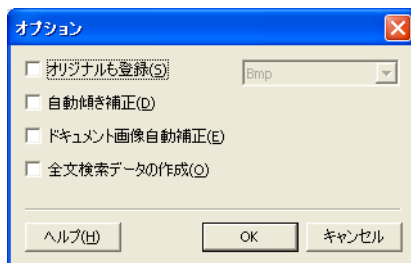 オプション
オリジナルも登録(S) Bmp
自動傾き補正(D)
ドキュメント画像自動補正(E)
全文検索データの作成(O)
ヘルプ(H) OK キャンセル